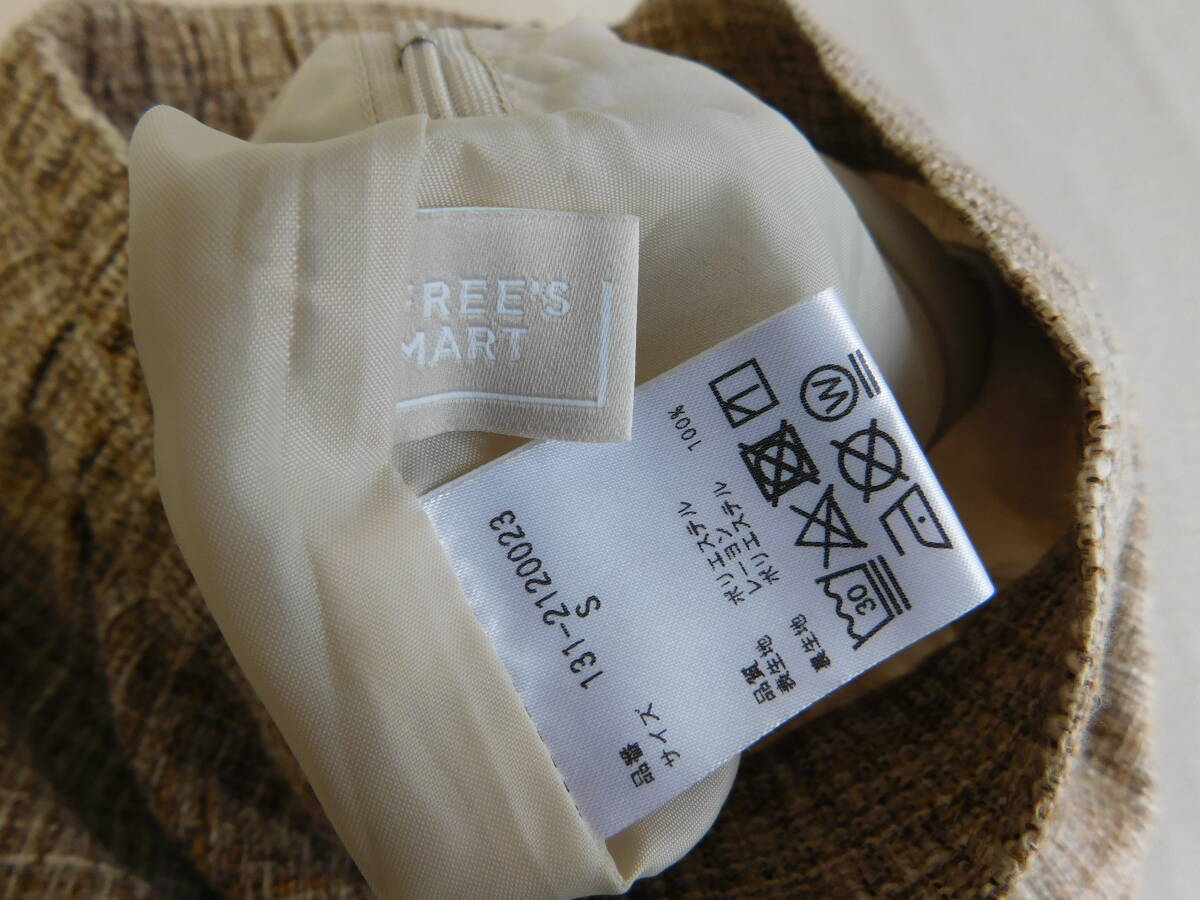 FREE'S
MART
品番 131-2120023
サイズ S
品質
表生地 ポリエステル
レーヨン
裏生地 ポリエステル 100%
30
W